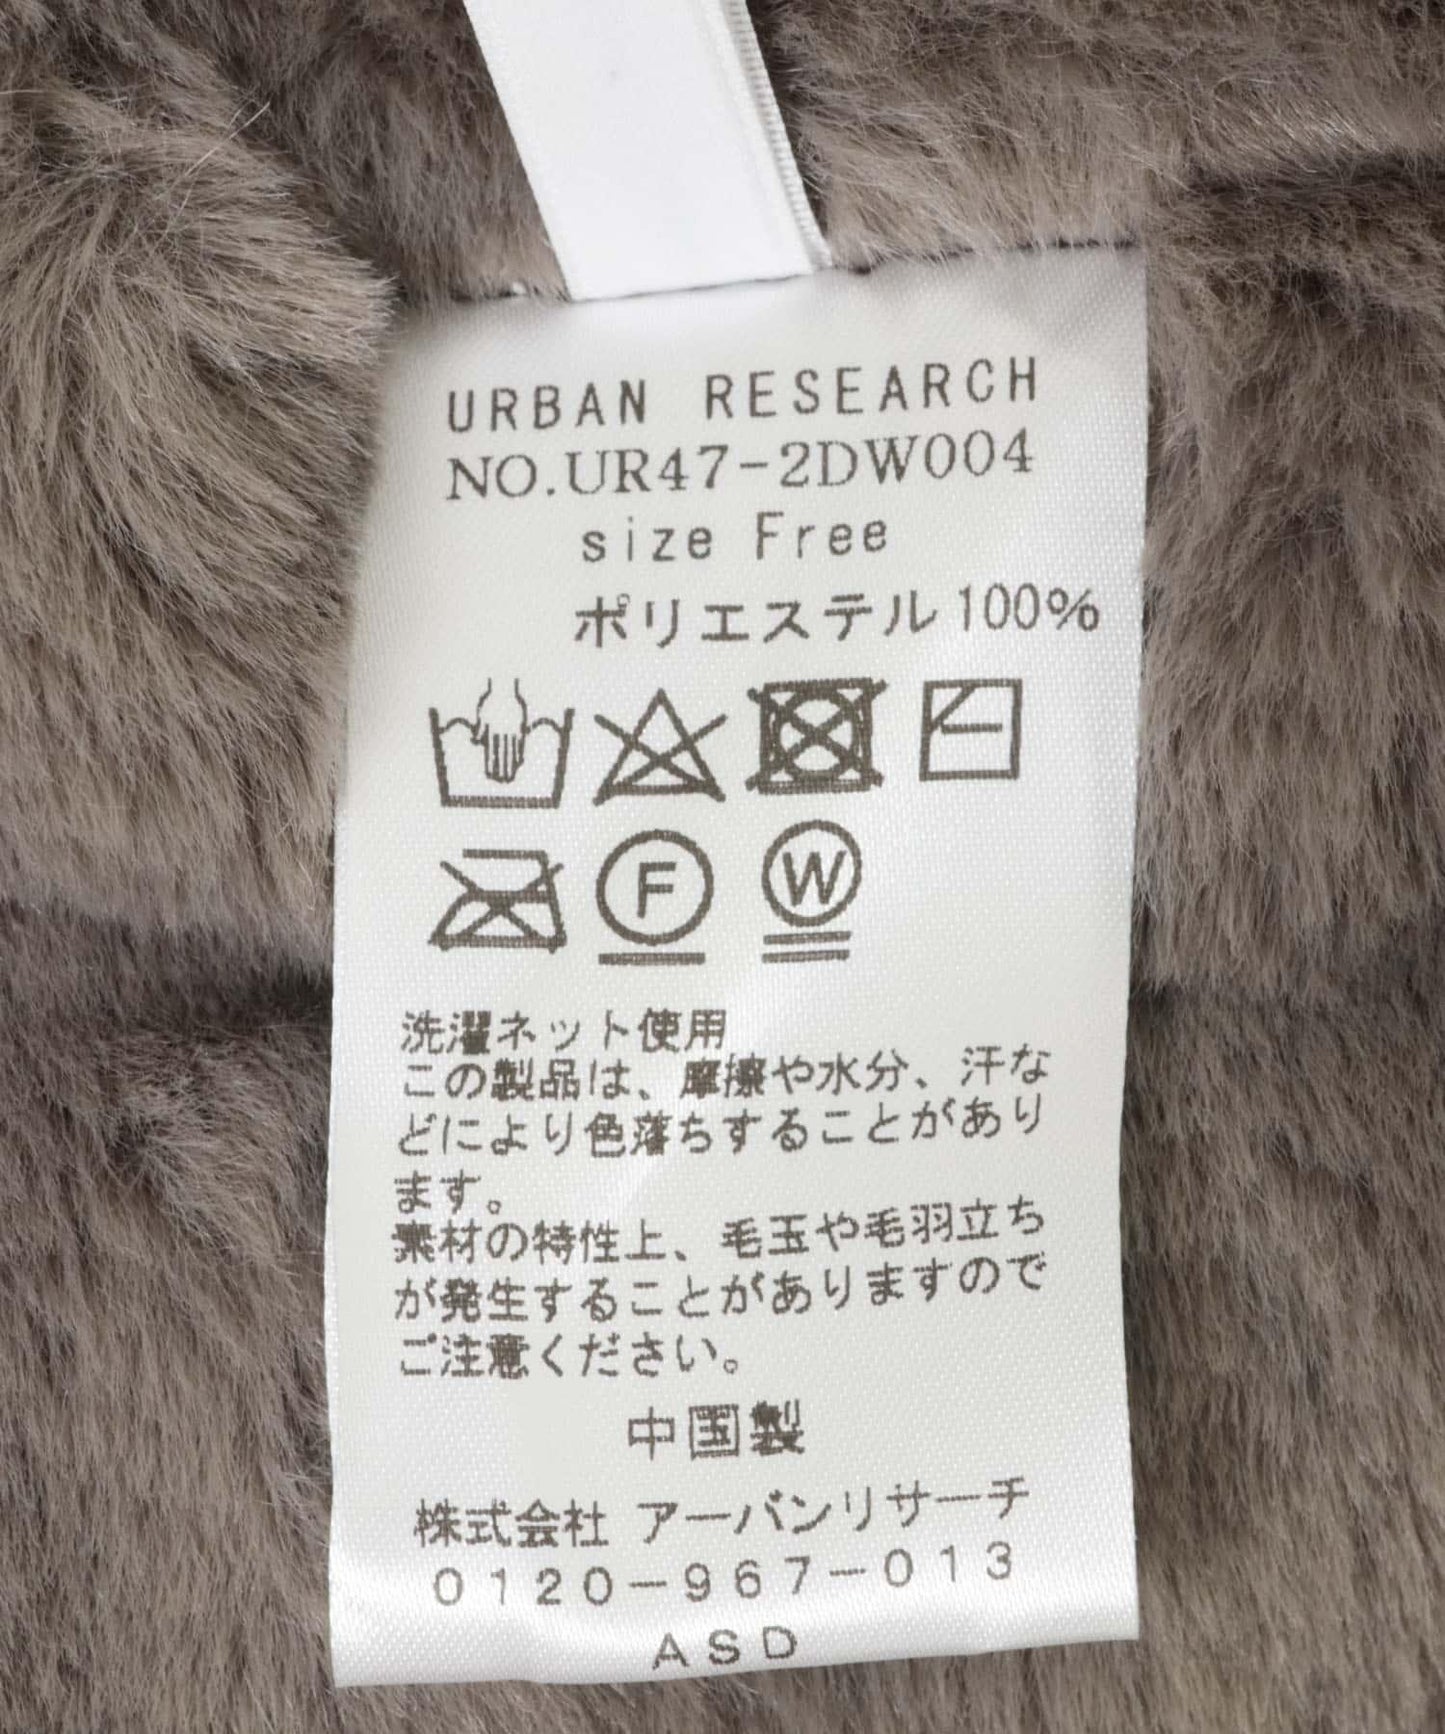 URBAN RESEARCH
NO.UR47-2DW004
size Free
ポリエステル100%
F W
洗濯ネット使用
この製品は、摩擦や水分、汗な
どにより色落ちすることがあり
ます。
素材の特性上、毛玉や毛羽立ち
が発生することがありますので
ご注意ください。
中国製
株式会社 アーバンリサーチ
0120-967-013
ASD